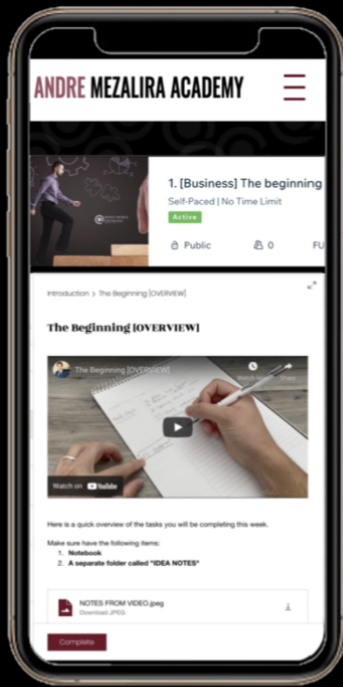 ANDRE MEZALIRA ACADEMY
1. [Business] The beginning
Self-Paced | No Time Limit
Active
Public 0 FU
Introduction > The Beginning [OVERVIEW]
The Beginning [OVERVIEW]
The Beginning [OVERVIEW]
Share
Watch on YouTube
Here is a quick overview of the tasks you will be completing this week.
Make sure have the following items:
1. Notebook
2. A separate folder called "IDEA NOTES"
NOTES FROM VIDEO.jpeg
Download JPEG
Complete